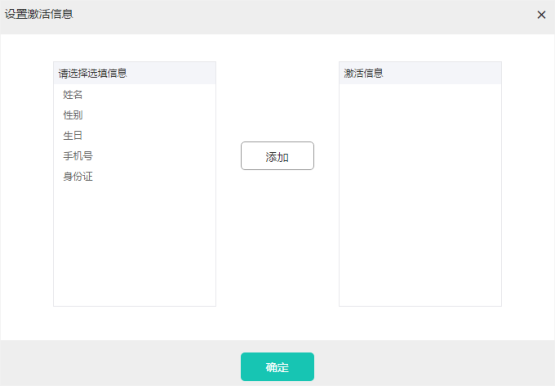 设置激活信息
请选择选填信息
姓名
性别
生日
手机号
身份证
添加
激活信息
确定